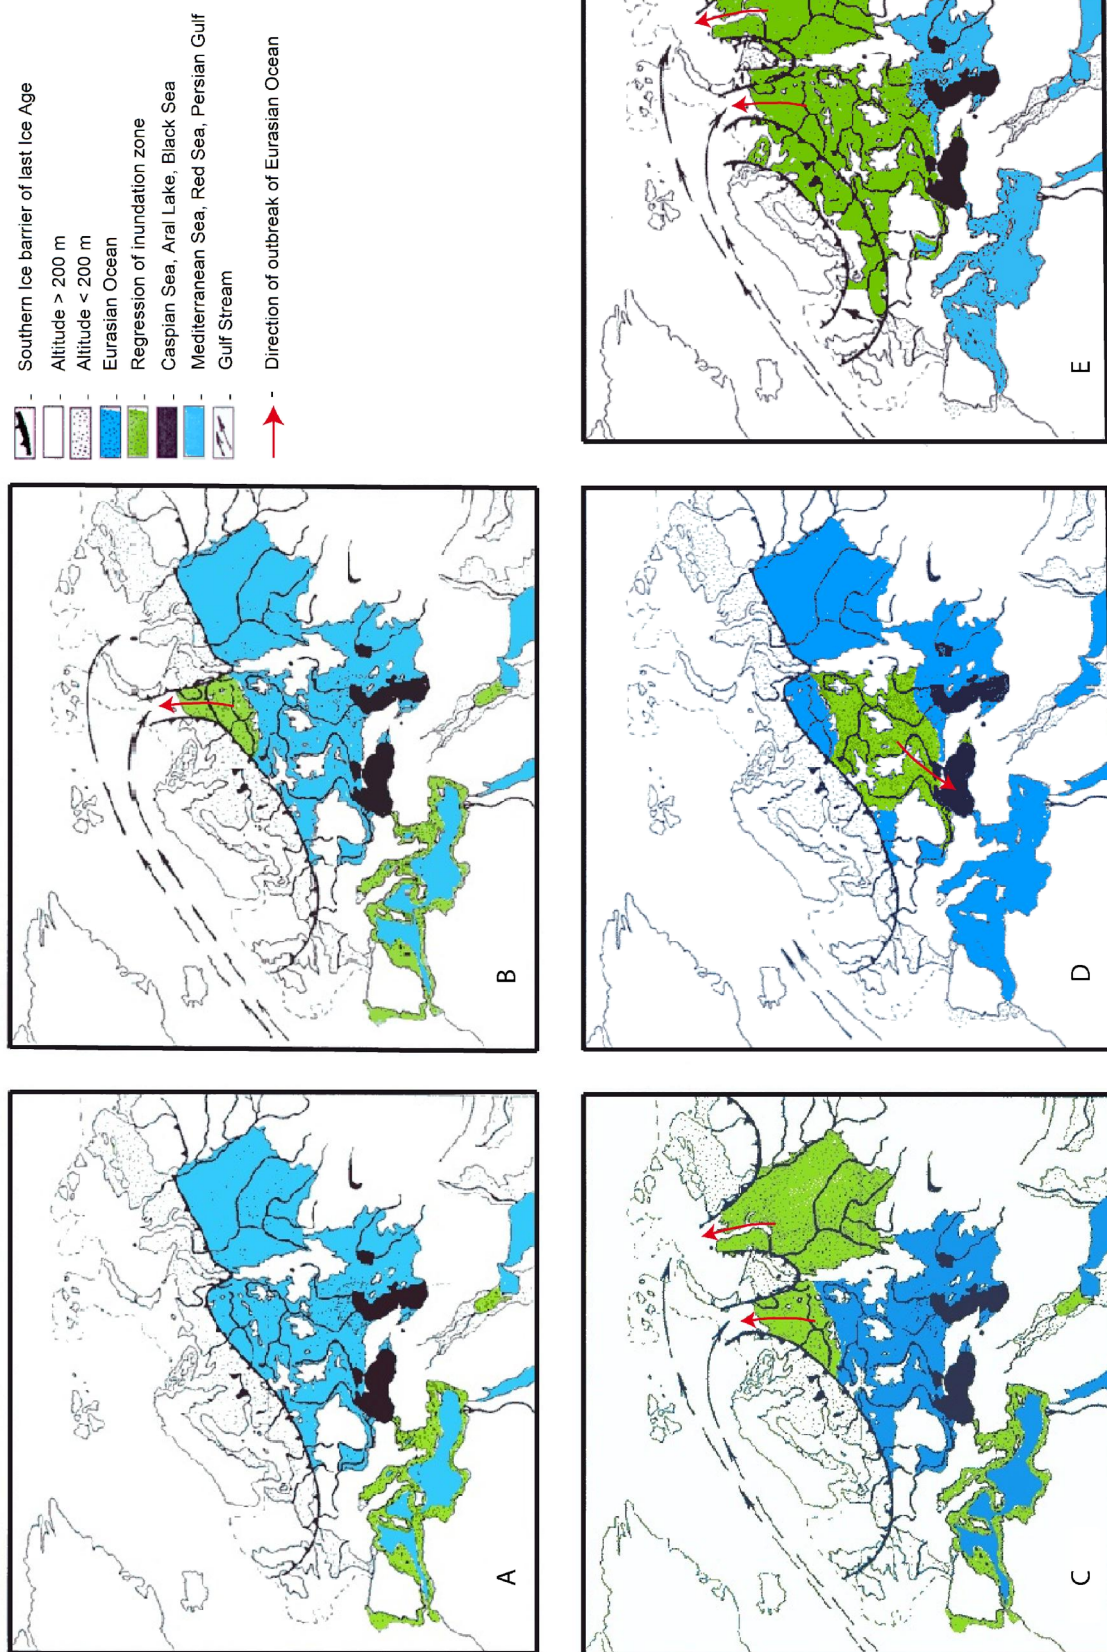 Southern Ice barrier of last Ice Age
Altitude > 200 m
Altitude < 200 m
Eurasian Ocean
Regression of inundation zone
Caspian Sea, Aral Lake, Black Sea
Mediterranean Sea, Red Sea, Persian Gulf
Gulf Stream
Direction of outbreak of Eurasian Ocean
A
B
C
D
E